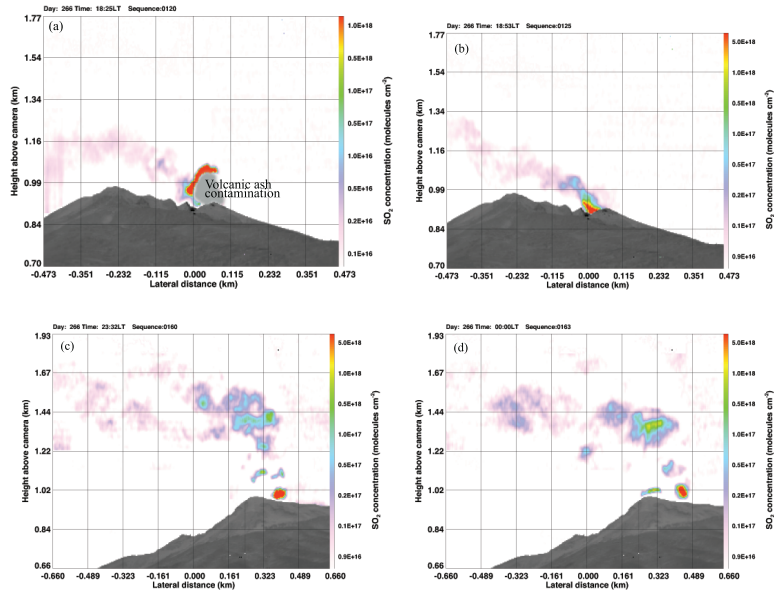 Day: 266 Time: 18:25LT Sequence:0120
(a)
1.77
1.54
1.34
1.16
0.99
0.84
0.70
Height above camera (km)
Volcanic ash
contamination
-0.473 -0.351 -0.232 -0.115 0.000 0.115 0.232 0.351 0.473
Lateral distance (km)
1.0E+18
0.5E+18
1.0E+17
0.5E+17
1.0E+16
0.5E+16
0.2E+16
0.1E+16
SO2 concentration (molecules cm-2)
Day: 266 Time: 18:53LT Sequence:0125
(b)
1.77
1.54
1.34
1.16
0.99
0.84
0.70
Height above camera (km)
-0.473 -0.351 -0.232 -0.115 0.000 0.115 0.232 0.351 0.473
Lateral distance (km)
5.0E+18
1.0E+18
0.5E+18
1.0E+17
0.5E+17
0.2E+17
0.1E+17
0.9E+16
SO2 concentration (molecules cm-2)
Day: 266 Time: 23:32LT Sequence:0160
(c)
1.93
1.67
1.44
1.22
1.02
0.84
0.66
Height above camera (km)
-0.660 -0.489 -0.323 -0.161 0.000 0.161 0.323 0.489 0.660
Lateral distance (km)
5.0E+18
1.0E+18
0.5E+17
1.0E+17
0.5E+17
0.2E+17
0.1E+17
0.9E+16
SO2 concentration (molecules cm-2)
Day: 266 Time: 00:00LT Sequence:0163
(d)
1.93
1.67
1.44
1.22
1.02
0.84
0.66
Height above camera (km)
-0.660 -0.489 -0.323 -0.161 0.000 0.161 0.323 0.489 0.660
Lateral distance (km)
5.0E+18
1.0E+18
0.5E+17
1.0E+17
0.5E+17
0.2E+17
0.1E+17
0.9E+16
SO2 concentration (molecules cm-2)